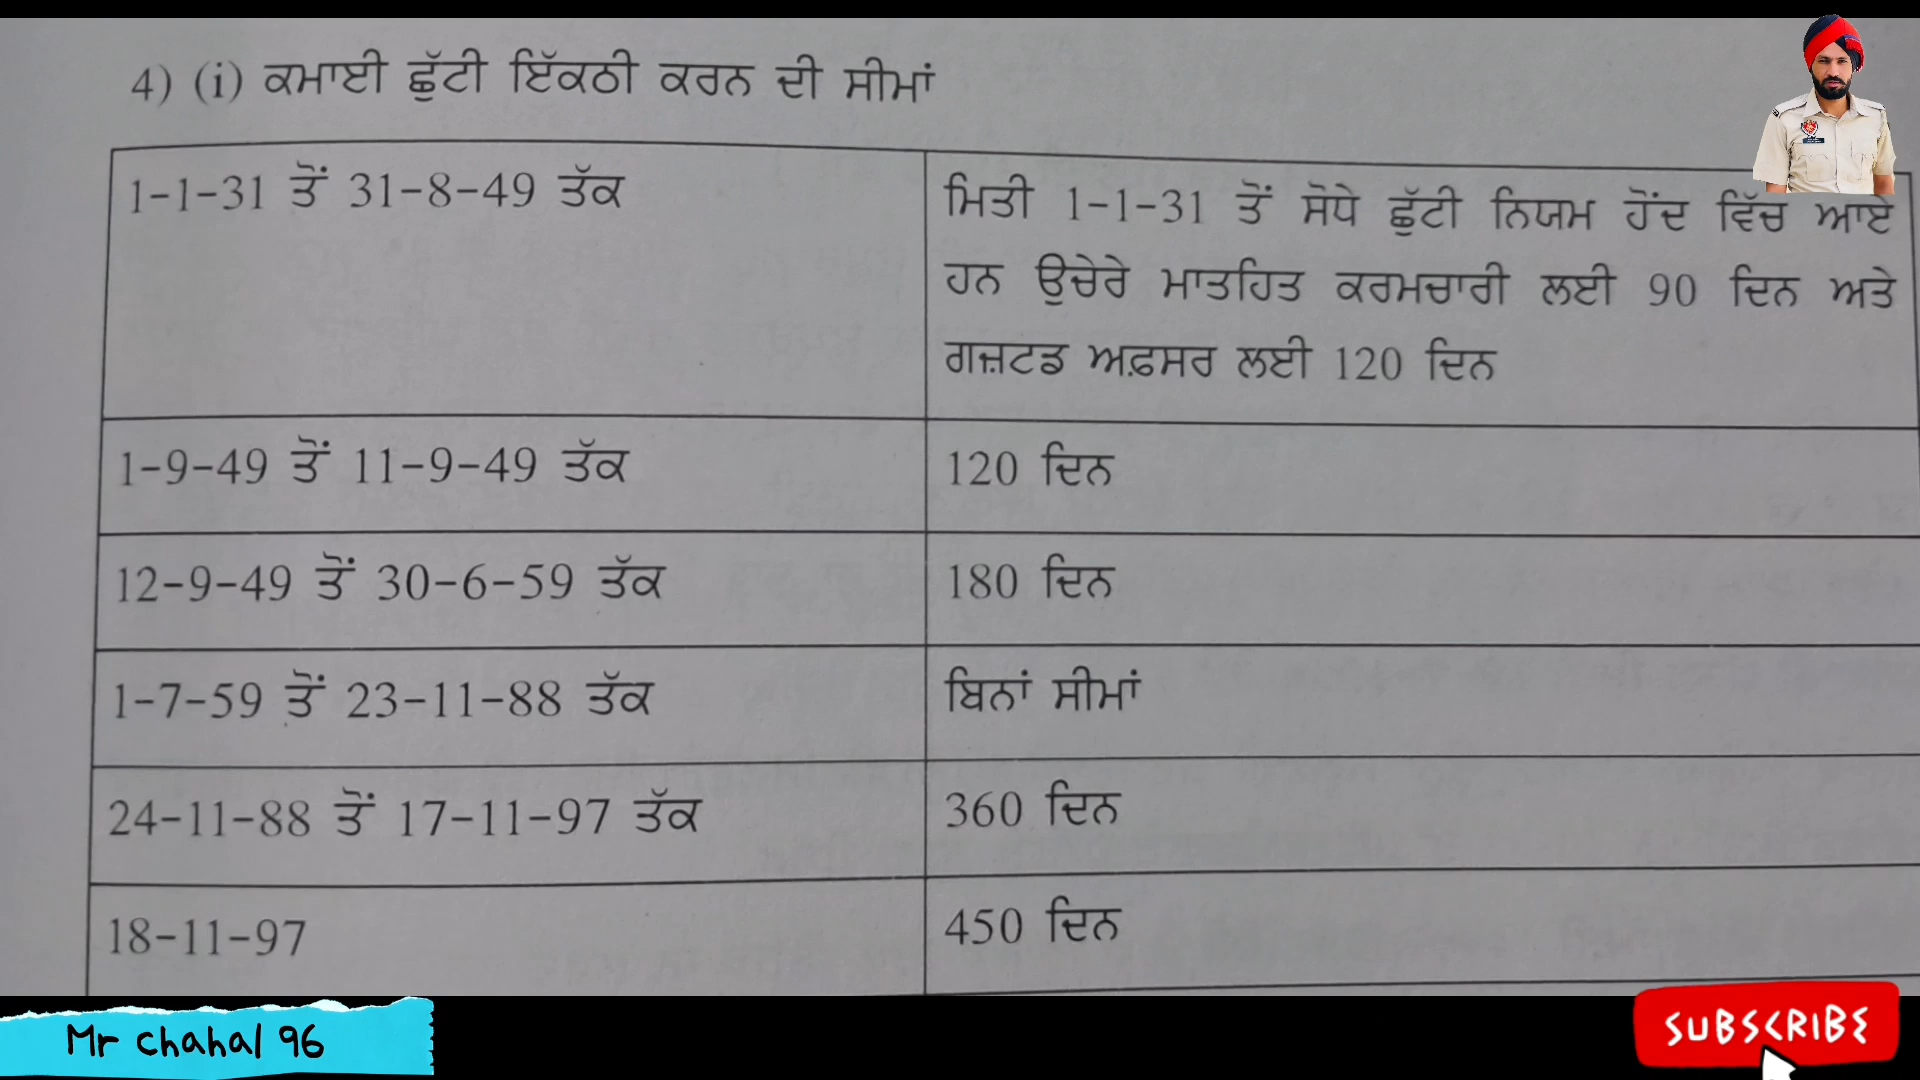 4) (i) ਕਮਾਈ ਛੁੱਟੀ ਇੱਕਠੀ ਕਰਨ ਦੀ ਸੀਮਾਂ
1-1-31 ਤੋਂ 31-8-49 ਤੱਕ
ਮਿਤੀ 1-1-31 ਤੋਂ ਸੋਧੇ ਛੁੱਟੀ ਨਿਯਮ ਹੋਂਦ ਵਿੱਚ ਆਏ
ਹਨ ਉਚੇਰੇ ਮਾਤਹਿਤ ਕਰਮਚਾਰੀ ਲਈ 90 ਦਿਨ ਅਤੇ
ਗਜ਼ਟਡ ਅਫ਼ਸਰ ਲਈ 120 ਦਿਨ
1-9-49 ਤੋਂ 11-9-49 ਤੱਕ
120 ਦਿਨ
12-9-49 ਤੋਂ 30-6-59 ਤੱਕ
180 ਦਿਨ
1-7-59 ਤੋਂ 23-11-88 ਤੱਕ
ਬਿਨਾਂ ਸੀਮਾਂ
24-11-88 ਤੋਂ 17-11-97 ਤੱਕ
360 ਦਿਨ
18-11-97
450 ਦਿਨ
Mr chahal 96
SUBSCRIBE